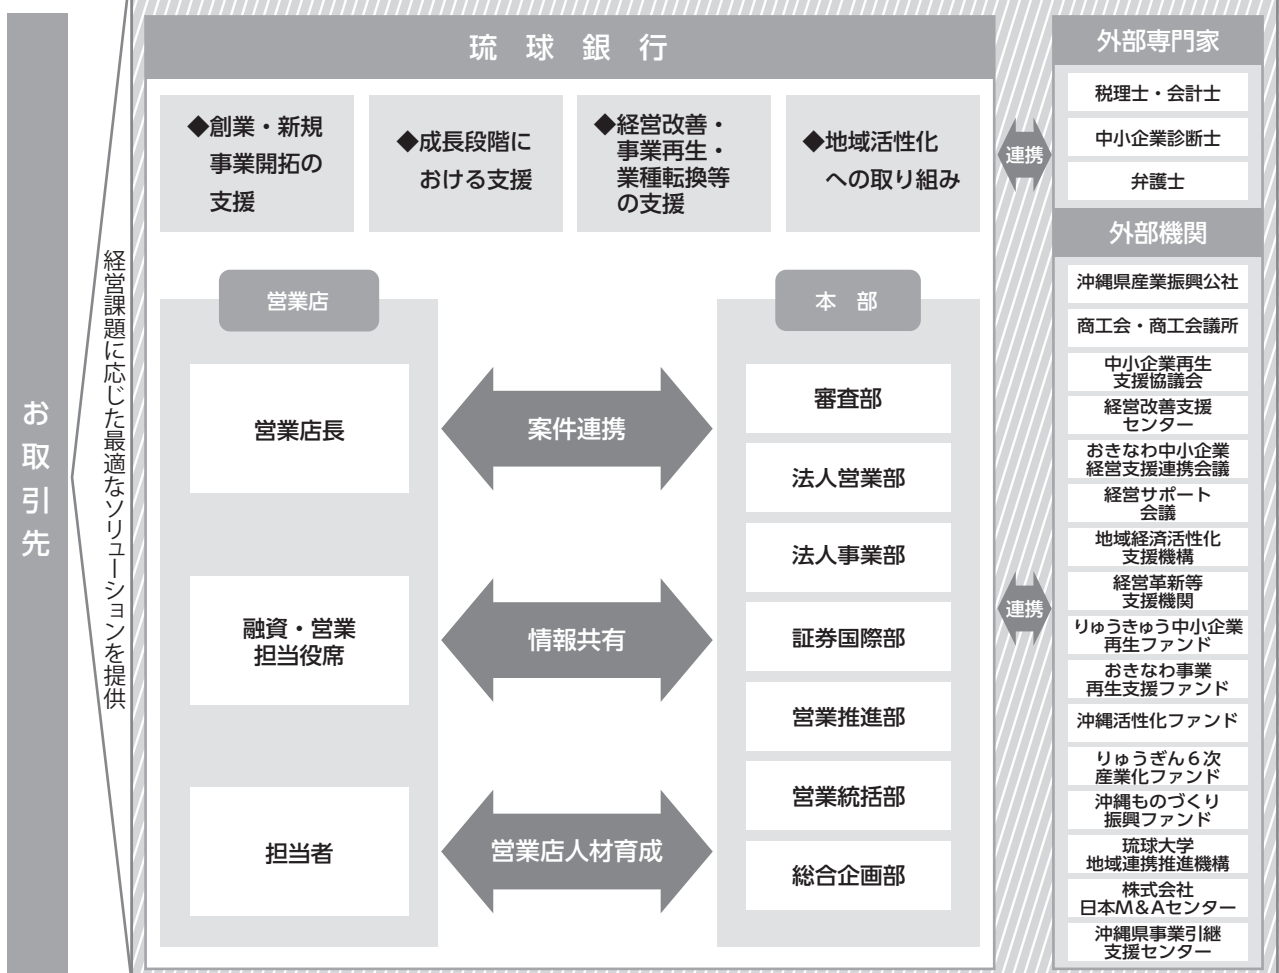 お取引先
経営課題に応じた最適なソリューションを提供
琉球銀行
◆創業・新規
事業開拓の
支援
◆成長段階に
おける支援
◆経営改善・
事業再生・
業種転換等
の支援
◆地域活性化
への取り組み
営業店
営業店長
融資・営業
担当役席
担当者
案件連携
情報共有
営業店人材育成
本部
審査部
法人営業部
法人事業部
証券国際部
営業推進部
営業統括部
総合企画部
連携
連携
外部専門家
税理士・会計士
中小企業診断士
弁護士
外部機関
沖縄県産業振興公社
商工会・商工会議所
中小企業再生
支援協議会
経営改善支援
センター
おきなわ中小企業
経営支援連携会議
経営サポート
会議
地域経済活性化
支援機構
経営革新等
支援機関
りゅうきゅう中小企業
再生ファンド
おきなわ事業
再生支援ファンド
沖縄活性化ファンド
りゅうぎん6次
産業化ファンド
沖縄ものづくり
振興ファンド
琉球大学
地域連携推進機構
株式会社
日本M&Aセンター
沖縄県事業引継
支援センター